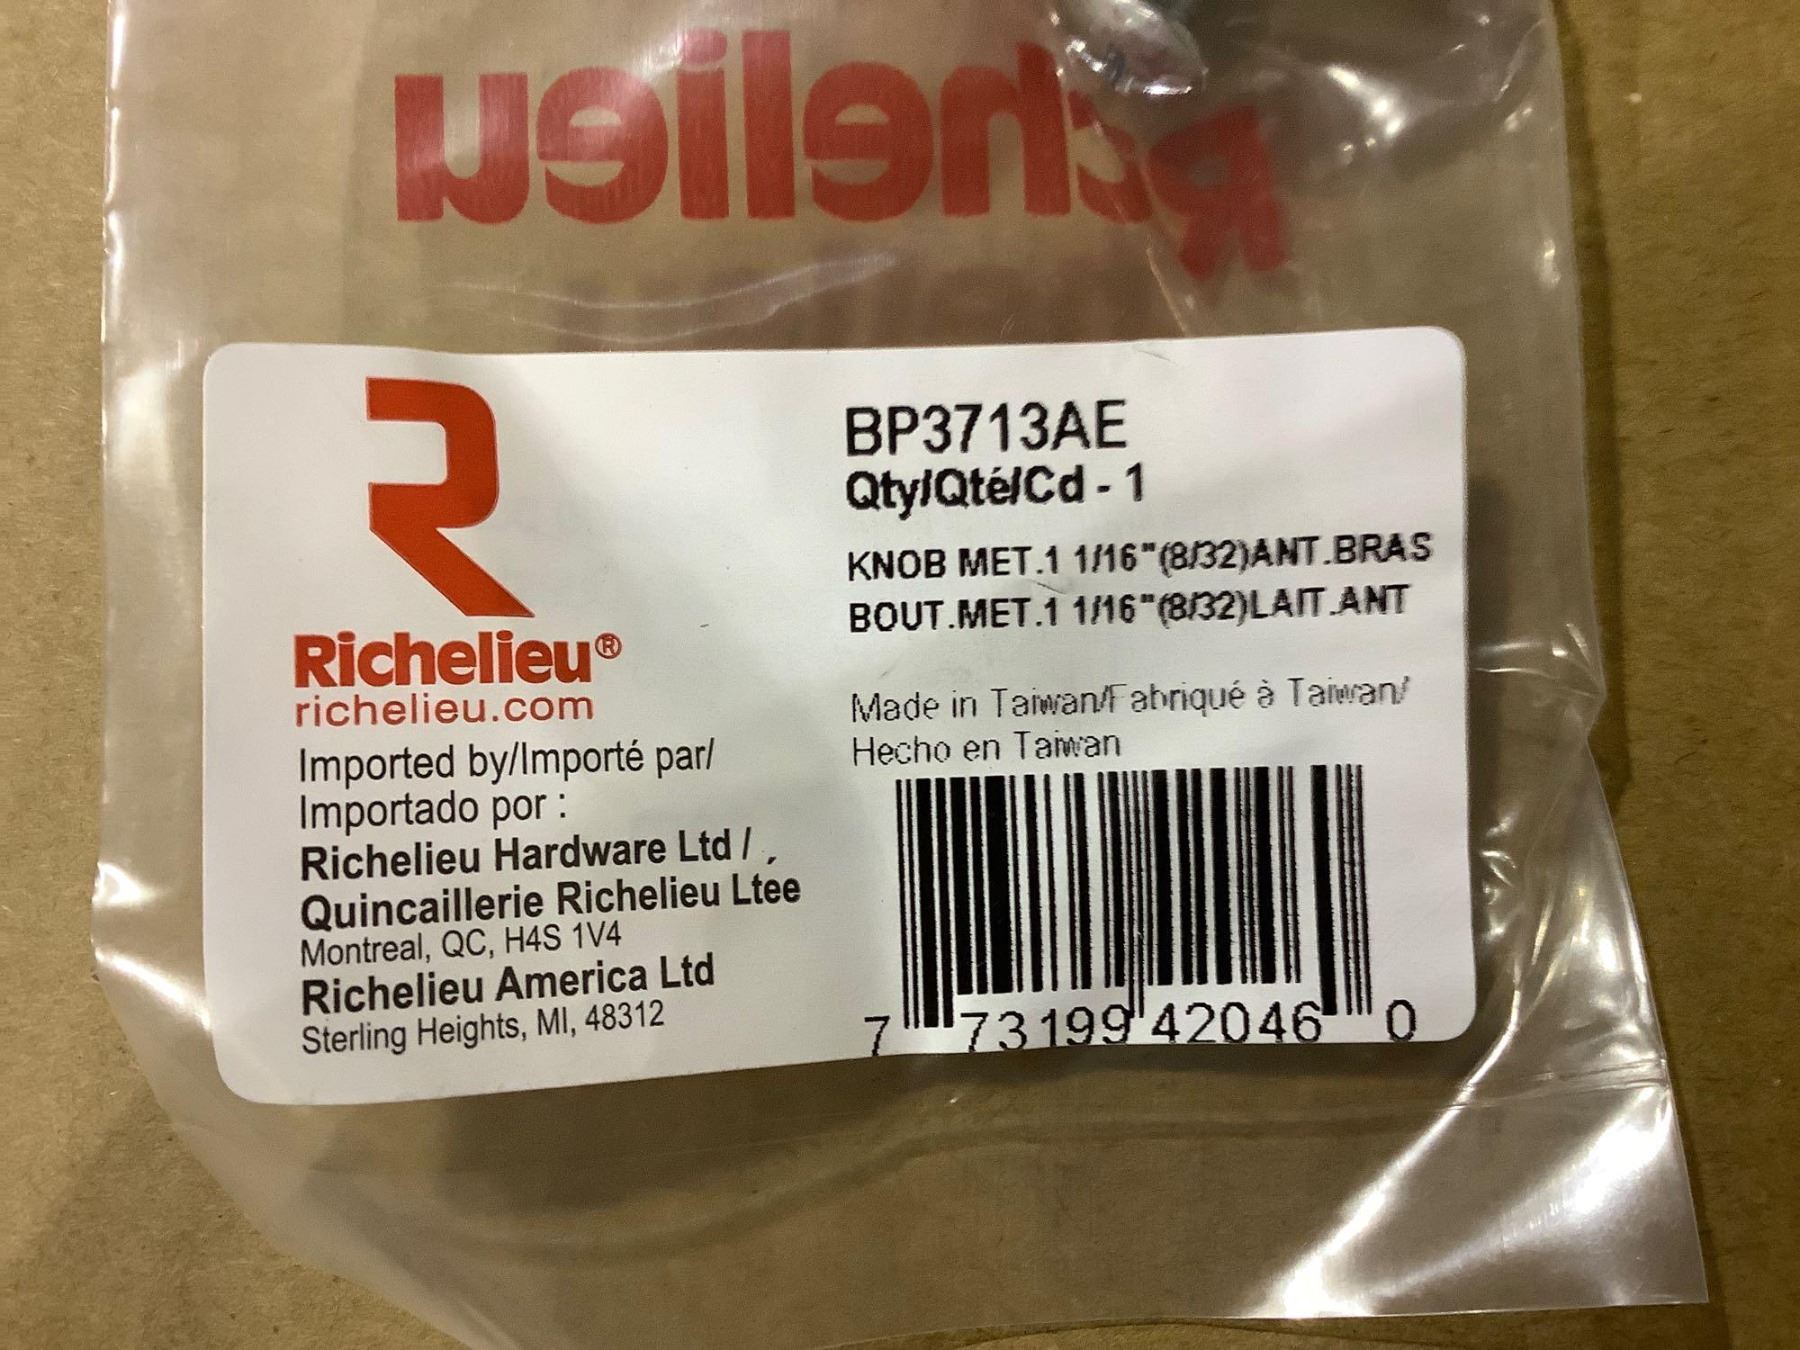 Richelieu
Richelieu®
richelieu.com
Imported by/Importé par/
Importado por :
Richelieu Hardware Ltd /
Quincaillerie Richelieu Ltee
Montreal, QC, H4S 1V4
Richelieu America Ltd
Sterling Heights, MI, 48312
BP3713AE
Qty/Qté/Cd - 1
KNOB MET.1 1/16"(8/32)ANT.BRAS
BOUT.MET.1 1/16"(8/32)LAIT.ANT
Made in Taiwan/Fabriqué à Taiwan/
Hecho en Taiwan
7 73199 42046 0